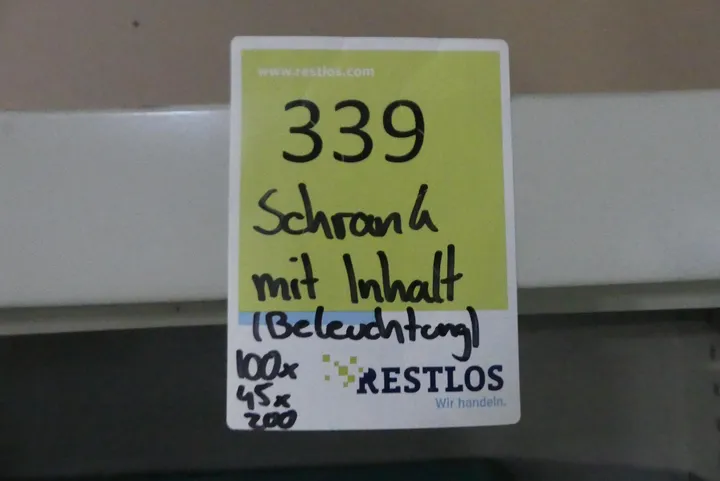 www.restlos.com
339
Schrank
mit Inhalt
(Beleuchtung)
100x
45x
200
RESTLOS
Wir handeln.